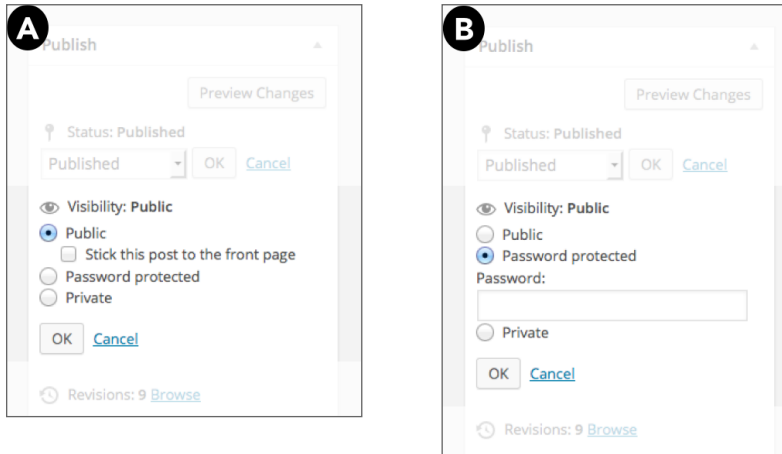 A
Publish
Preview Changes
Status: Published
Published OK Cancel
Visibility: Public
Public
Stick this post to the front page
Password protected
Private
OK Cancel
Revisions: 9 Browse
B
Publish
Preview Changes
Status: Published
Published OK Cancel
Visibility: Public
Public
Password protected
Password:
Private
OK Cancel
Revisions: 9 Browse